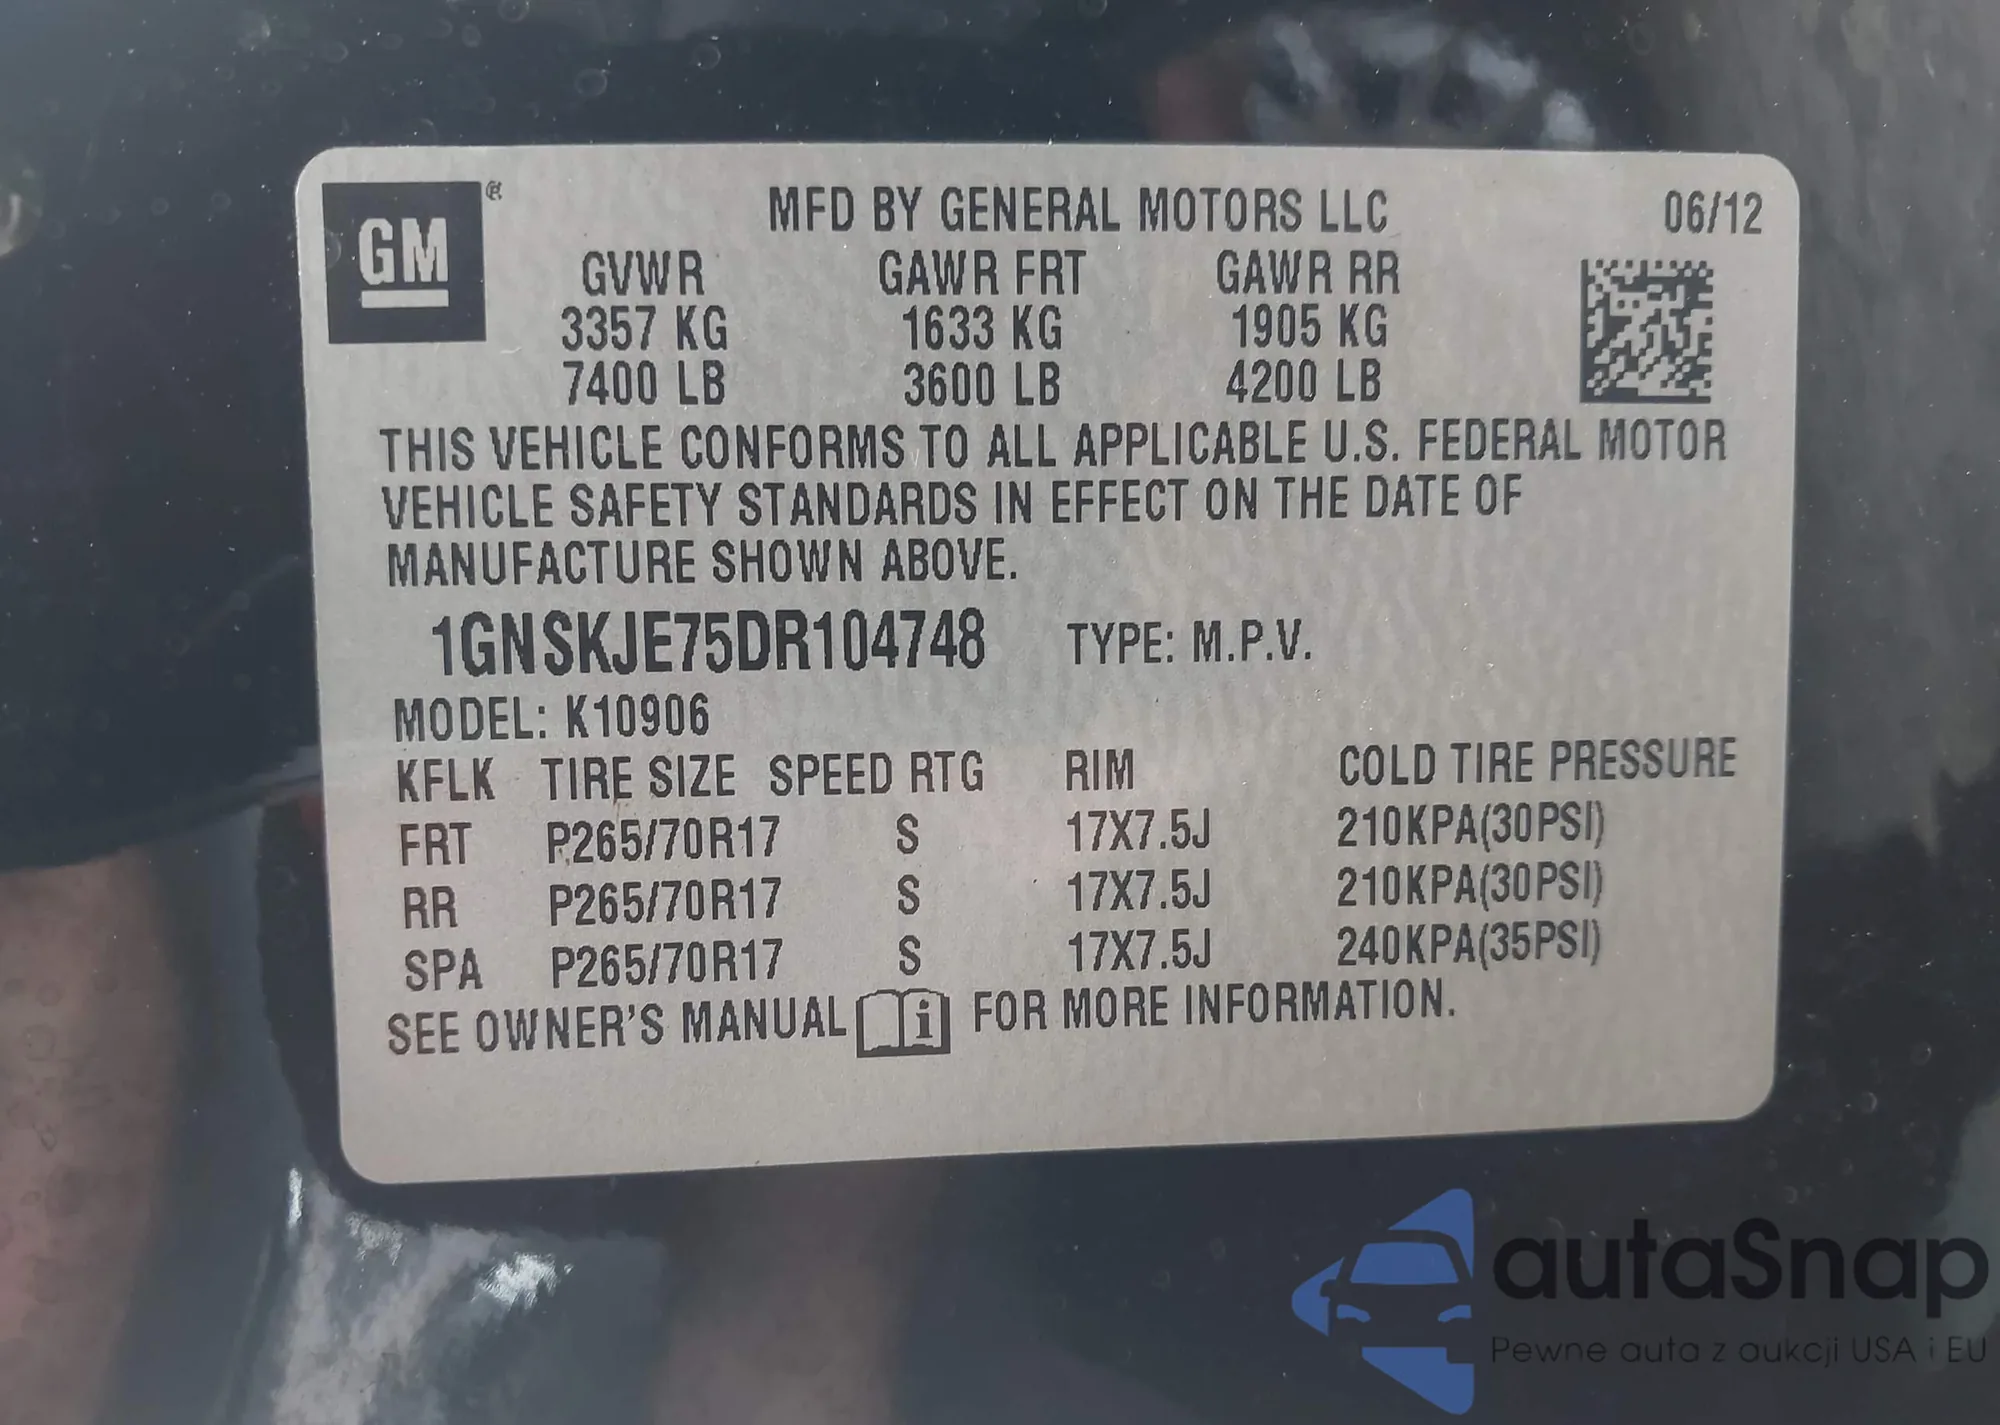 GM ®
MFD BY GENERAL MOTORS LLC 06/12
GVWR GAWR FRT GAWR RR
3357 KG 1633 KG 1905 KG
7400 LB 3600 LB 4200 LB
THIS VEHICLE CONFORMS TO ALL APPLICABLE U.S. FEDERAL MOTOR
VEHICLE SAFETY STANDARDS IN EFFECT ON THE DATE OF
MANUFACTURE SHOWN ABOVE.
1GNSKJE75DR104748 TYPE: M.P.V.
MODEL: K10906
KFLK TIRE SIZE SPEED RTG RIM COLD TIRE PRESSURE
FRT P265/70R17 S 17X7.5J 210KPA(30PSI)
RR P265/70R17 S 17X7.5J 210KPA(30PSI)
SPA P265/70R17 S 17X7.5J 240KPA(35PSI)
SEE OWNER'S MANUAL i FOR MORE INFORMATION.
autaSnap
Pewne auta z aukcji USA i EU